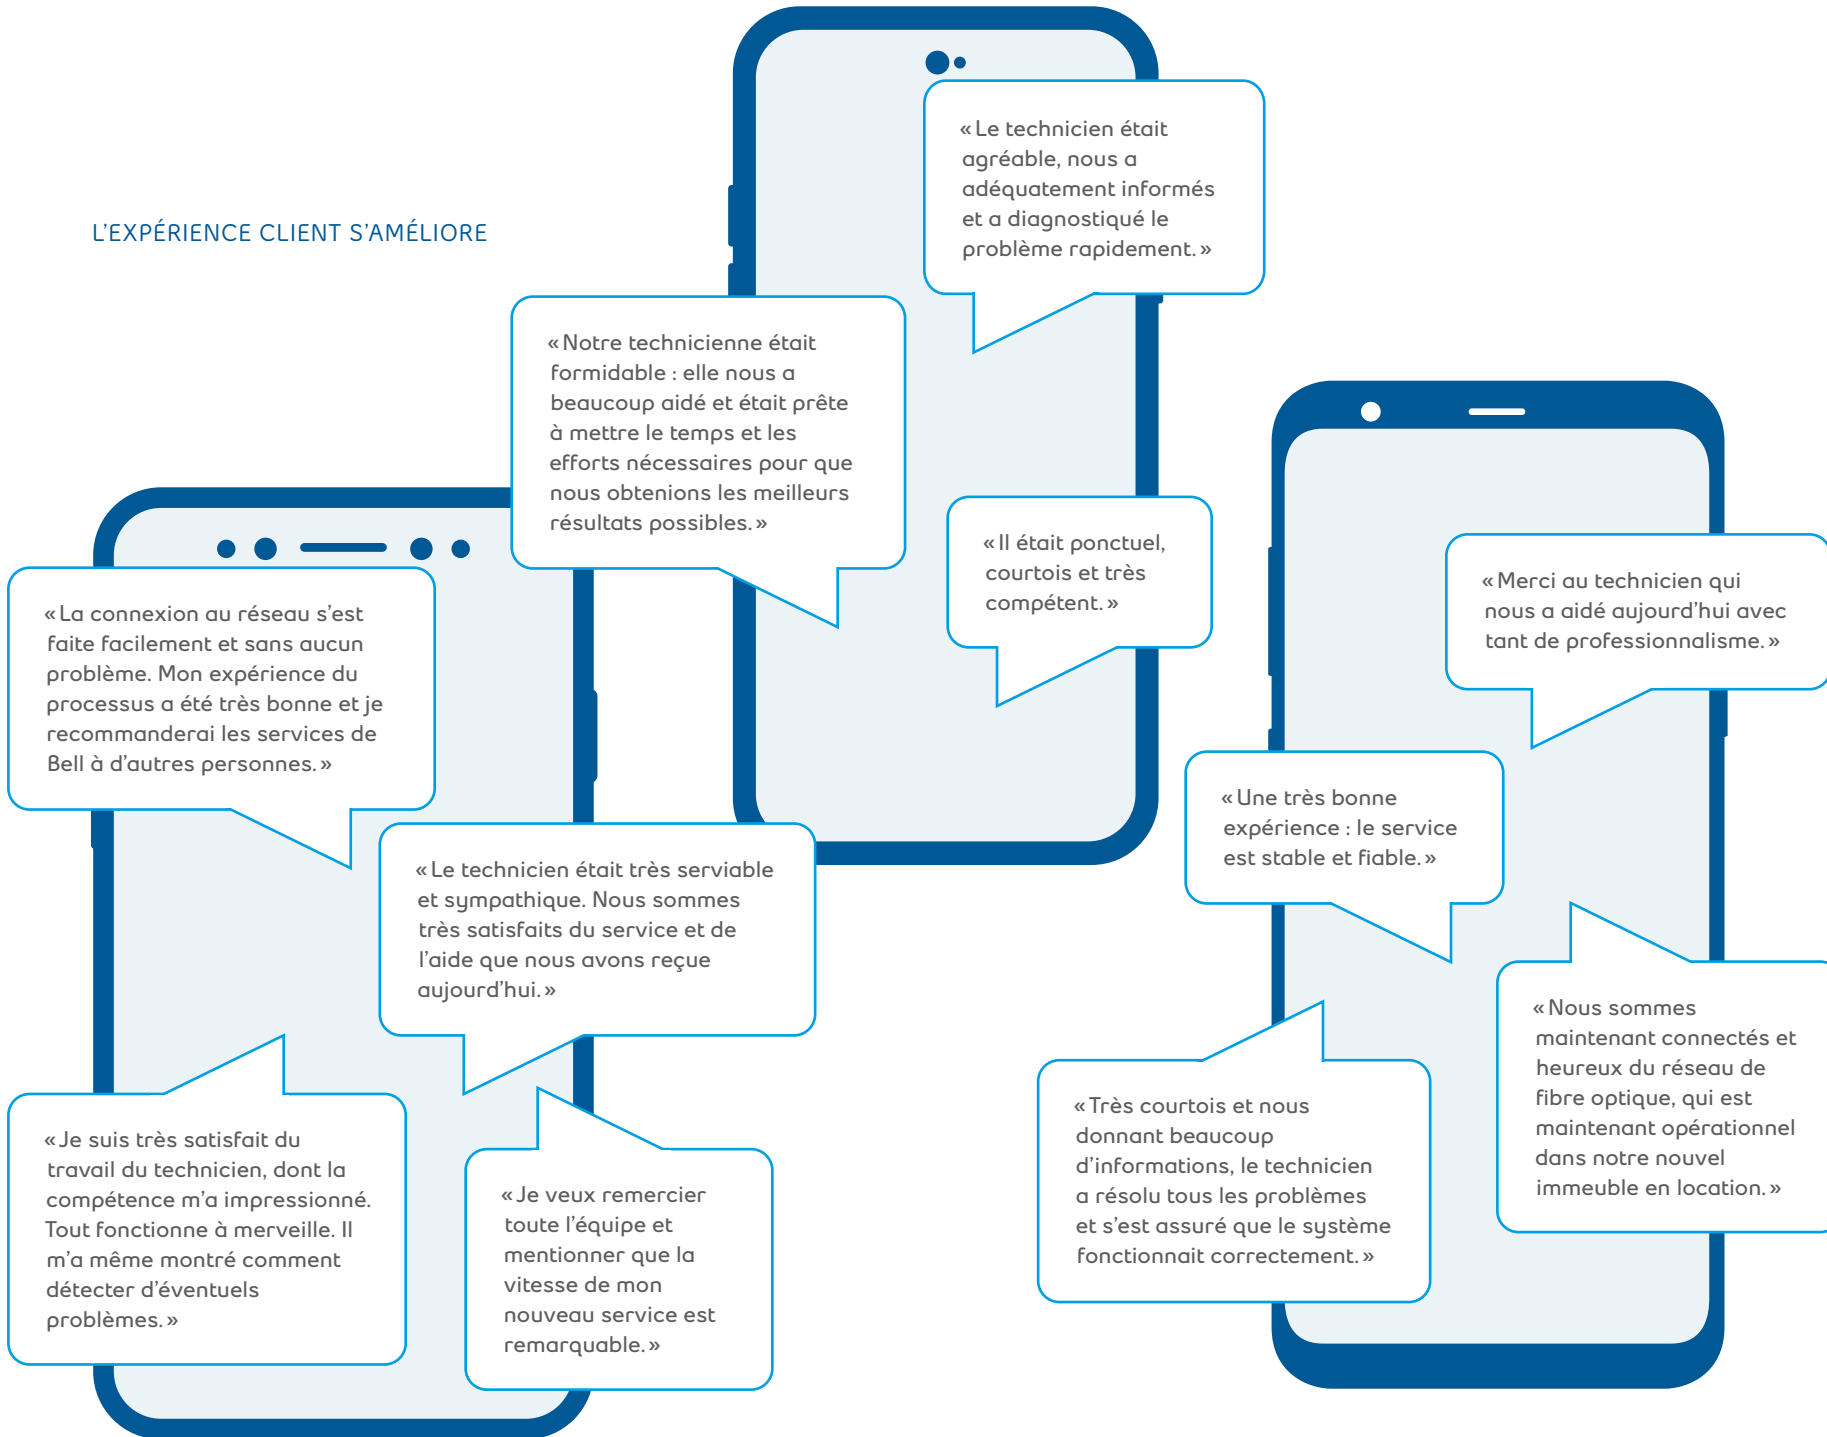 L'EXPÉRIENCE CLIENT S'AMÉLIORE
« Le technicien était
agréable, nous a
adéquatement informés
et a diagnostiqué le
problème rapidement. »
« Notre technicienne était
formidable : elle nous a
beaucoup aidé et était prête
à mettre le temps et les
efforts nécessaires pour que
nous obtenions les meilleurs
résultats possibles. »
« Il était ponctuel,
courtois et très
compétent. »
« La connexion au réseau s'est
faite facilement et sans aucun
problème. Mon expérience du
processus a été très bonne et je
recommanderai les services de
Bell à d'autres personnes. »
« Le technicien était très serviable
et sympathique. Nous sommes
très satisfaits du service et de
l'aide que nous avons reçue
aujourd'hui. »
« Je suis très satisfait du
travail du technicien, dont la
compétence m'a impressionné.
Tout fonctionne à merveille. Il
m'a même montré comment
détecter d'éventuels
problèmes. »
« Je veux remercier
toute l'équipe et
mentionner que la
vitesse de mon
nouveau service est
remarquable. »
« Merci au technicien qui
nous a aidé aujourd'hui avec
tant de professionnalisme. »
« Une très bonne
expérience : le service
est stable et fiable. »
« Très courtois et nous
donnant beaucoup
d'informations, le technicien
a résolu tous les problèmes
et s'est assuré que le système
fonctionnait correctement. »
« Nous sommes
maintenant connectés et
heureux du réseau de
fibre optique, qui est
maintenant opérationnel
dans notre nouvel
immeuble en location. »